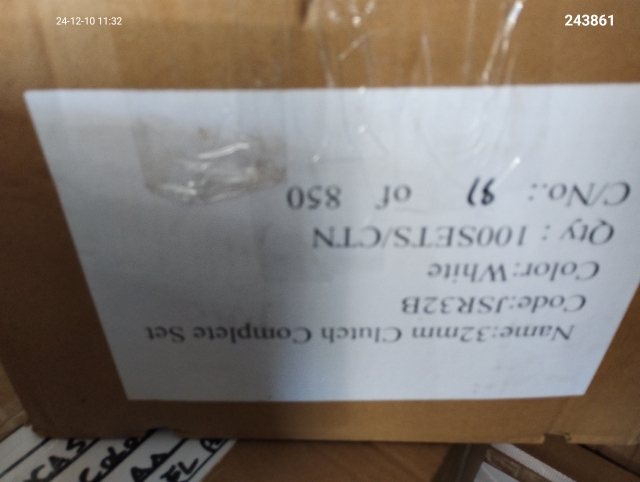 24-12-10 11:32
243861
Name:32mm Clutch Complete Set
Code:JSR32B
Color:White
Qty : 100SETS/CTN
C/No.: of 850